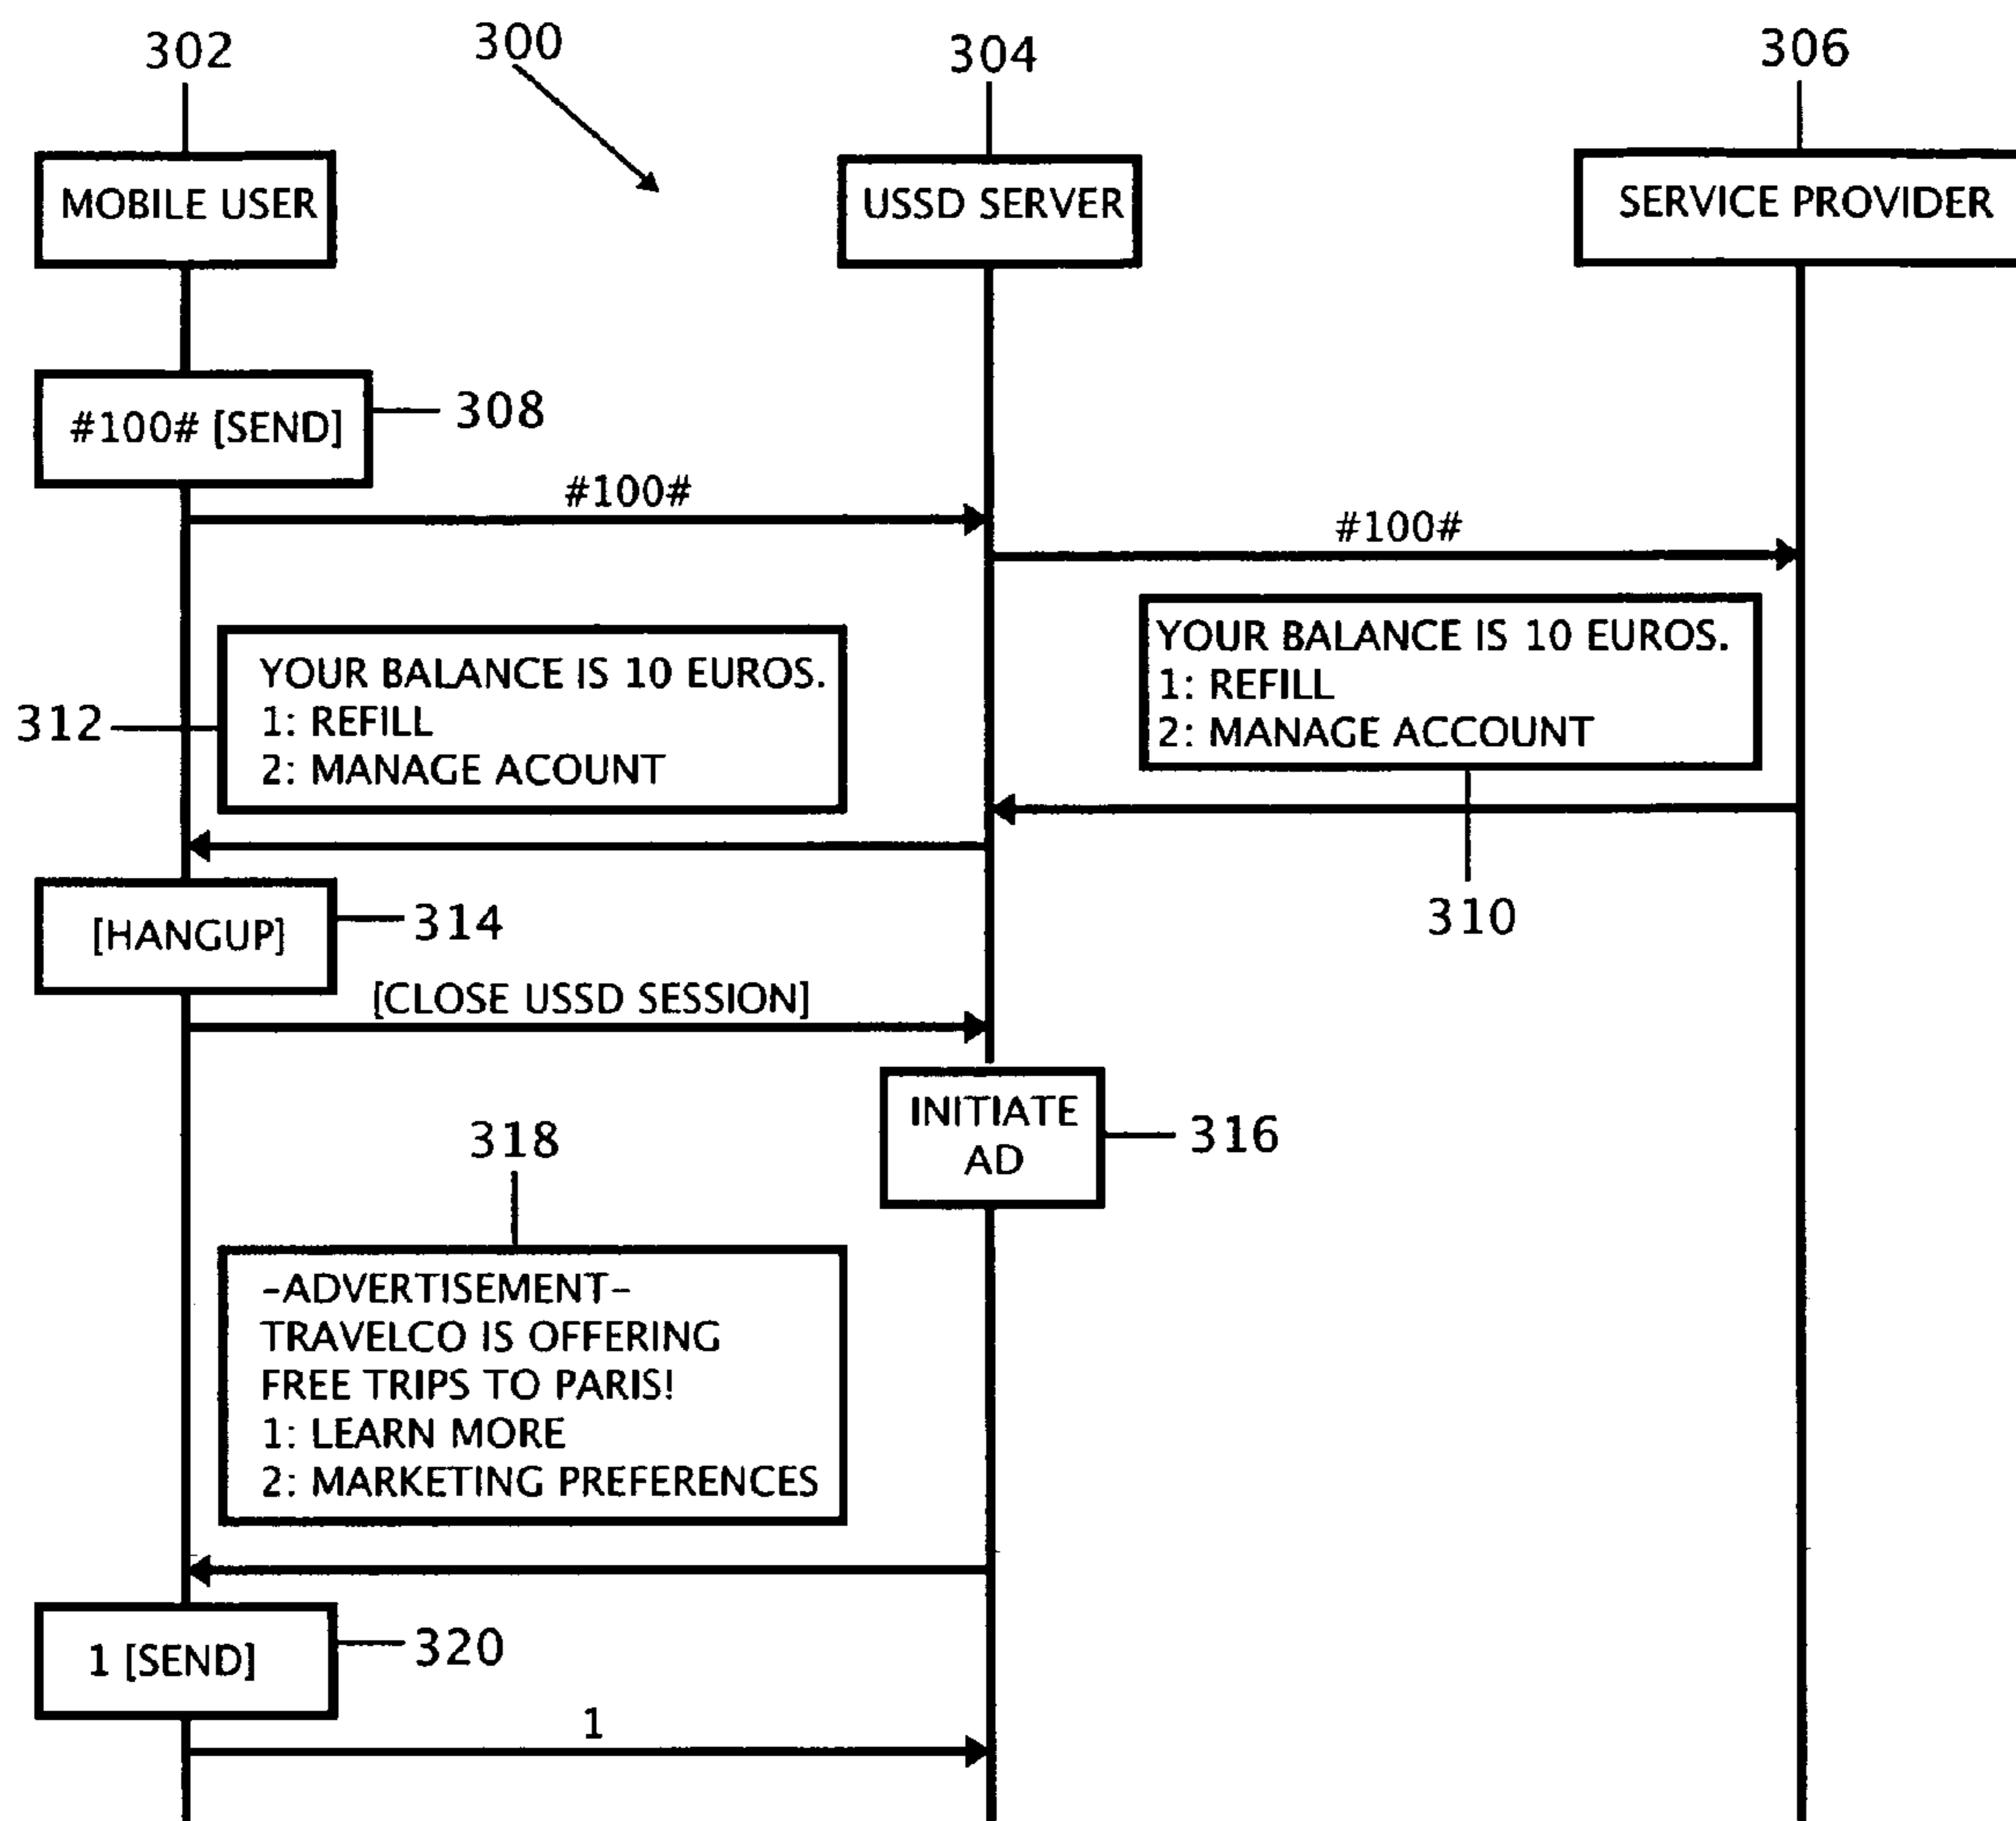 302
300
304
306
MOBILE USER
USSD SERVER
SERVICE PROVIDER
#100# [SEND]
308
#100#
#100#
YOUR BALANCE IS 10 EUROS.
1: REFILL
2: MANAGE ACCOUNT
310
YOUR BALANCE IS 10 EUROS.
1: REFILL
2: MANAGE ACOUNT
312
[HANGUP]
314
[CLOSE USSD SESSION]
INITIATE
AD
316
318
-ADVERTISEMENT-
TRAVELCO IS OFFERING
FREE TRIPS TO PARIS!
1: LEARN MORE
2: MARKETING PREFERENCES
1 [SEND]
320
1